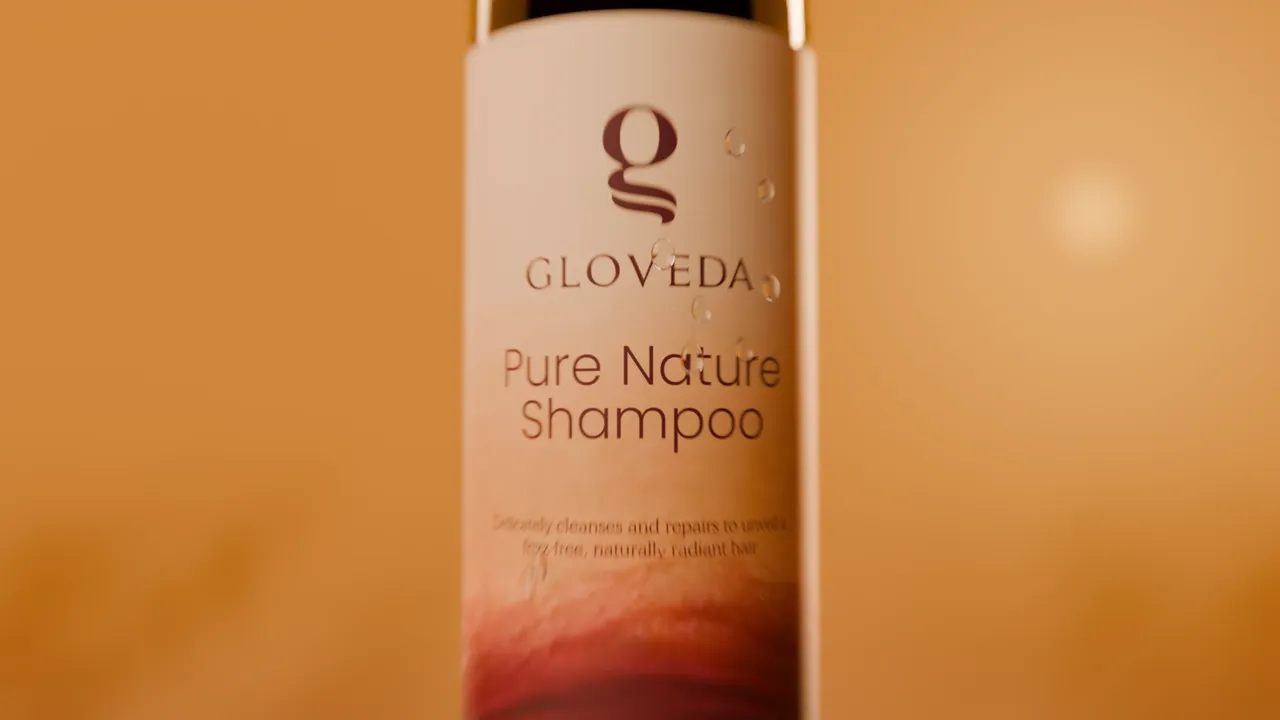 g
GLOVEDA
Pure Nature
Shampoo
Delicately cleanses and repairs to unveil
frizz-free, naturally radiant hair